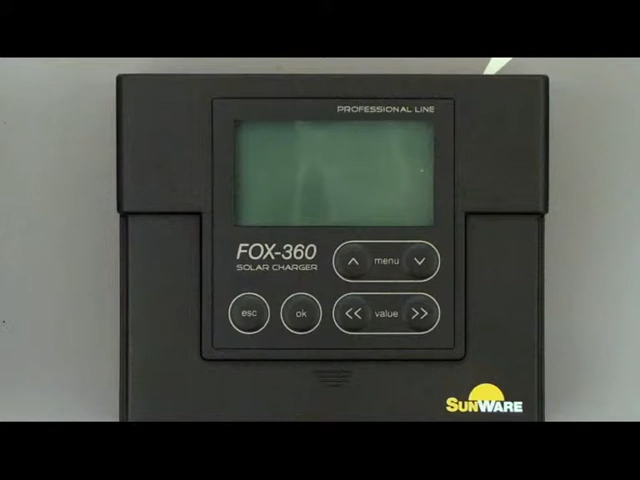 PROFESSIONAL LINE
FOX-360
SOLAR CHARGER
menu
esc
ok
<< value >>
SUNWARE